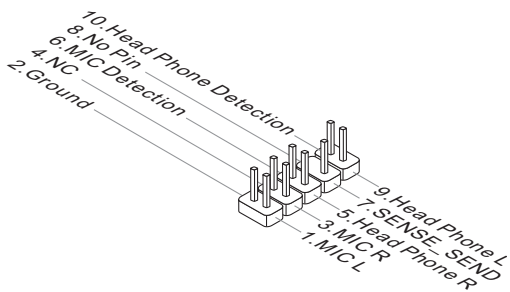 10.Head Phone Detection
8.No Pin
6.MIC Detection
4.NC
2.Ground
9.Head Phone L
7.SENSE_SEND
5.Head Phone R
3.MIC R
1.MIC L